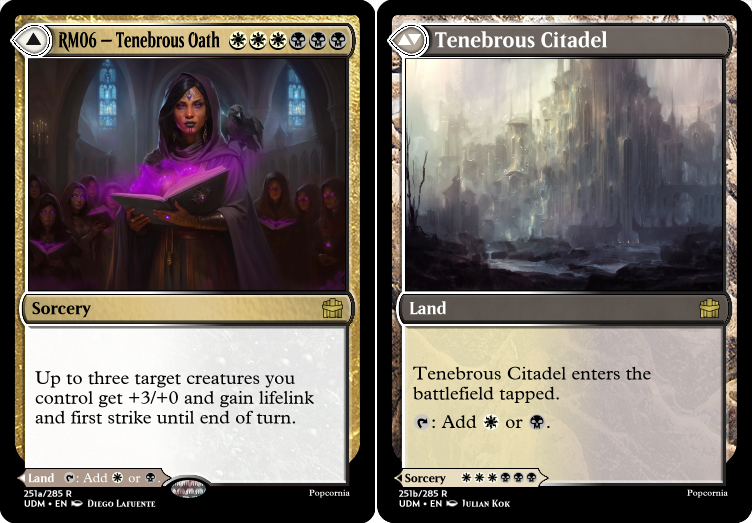 RM06 – Tenebrous Oath
Sorcery
Up to three target creatures you
control get +3/+0 and gain lifelink
and first strike until end of turn.
Land : Add or .
251a/285 R
UDM • EN Diego Lafuente
Popcornia
Tenebrous Citadel
Land
Tenebrous Citadel enters the
battlefield tapped.
: Add or .
Sorcery
251b/285 R
UDM • EN Julian Kok
Popcornia